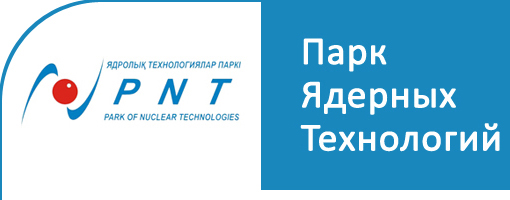 ЯДРОЛЫҚ ТЕХНОЛОГИЯЛАР ПАРКІ
PNT
PARK OF NUCLEAR TECHNOLOGIES
Парк
Ядерных
Технологий